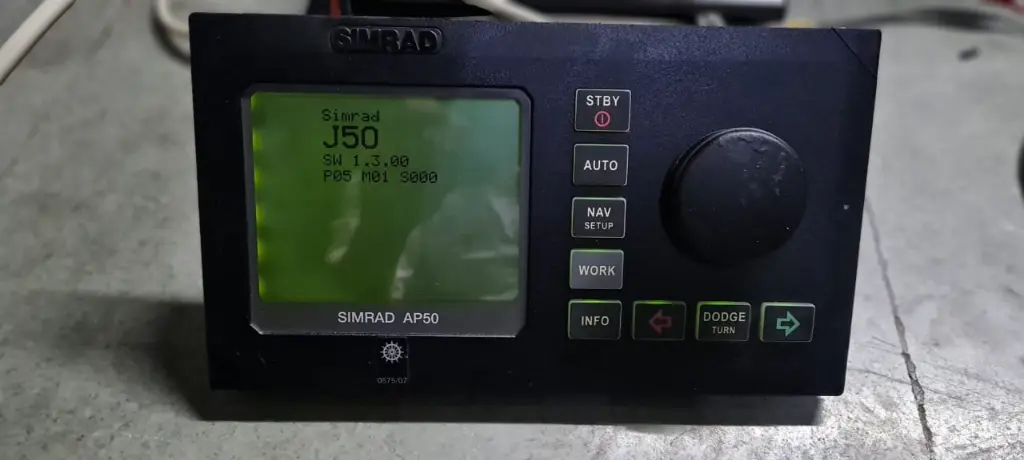 SIMRAD
Simrad
J50
SW 1.3.00
P05 M01 S000
SIMRAD AP50
0575/07
STBY
AUTO
NAV
SETUP
WORK
INFO
DODGE
TURN